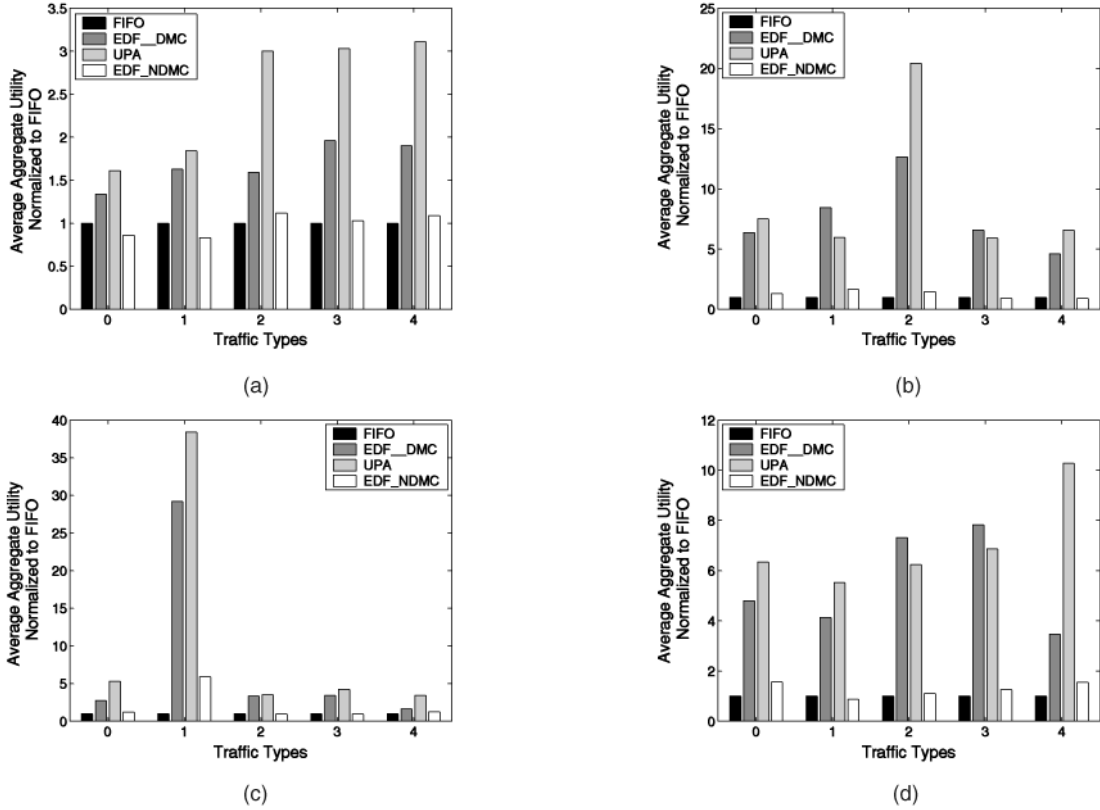 3.5
3
2.5
2
1.5
1
0.5
0
Average Aggregate Utility
Normalized to FIFO
FIFO
EDF__DMC
UPA
EDF_NDMC
0 1 2 3 4
Traffic Types
(a)
25
20
15
10
5
0
Average Aggregate Utility
Normalized to FIFO
FIFO
EDF__DMC
UPA
EDF_NDMC
0 1 2 3 4
Traffic Types
(b)
40
35
30
25
20
15
10
5
0
Average Aggregate Utility
Normalized to FIFO
FIFO
EDF__DMC
UPA
EDF_NDMC
0 1 2 3 4
Traffic Types
(c)
12
10
8
6
4
2
0
Average Aggregate Utility
Normalized to FIFO
FIFO
EDF__DMC
UPA
EDF_NDMC
0 1 2 3 4
Traffic Types
(d)